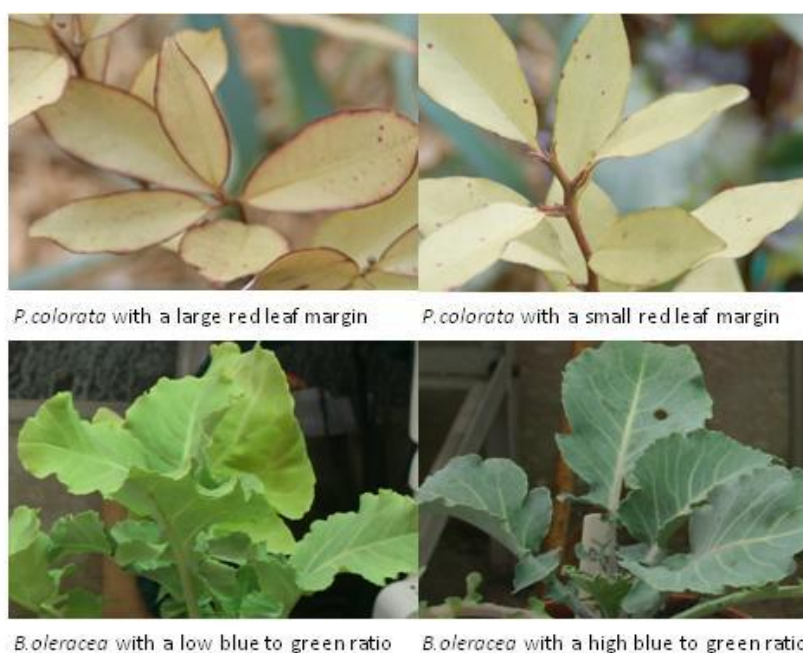 P.colorata with a large red leaf margin
P.colorata with a small red leaf margin
B.oleracea with a low blue to green ratio
B.oleracea with a high blue to green ratio